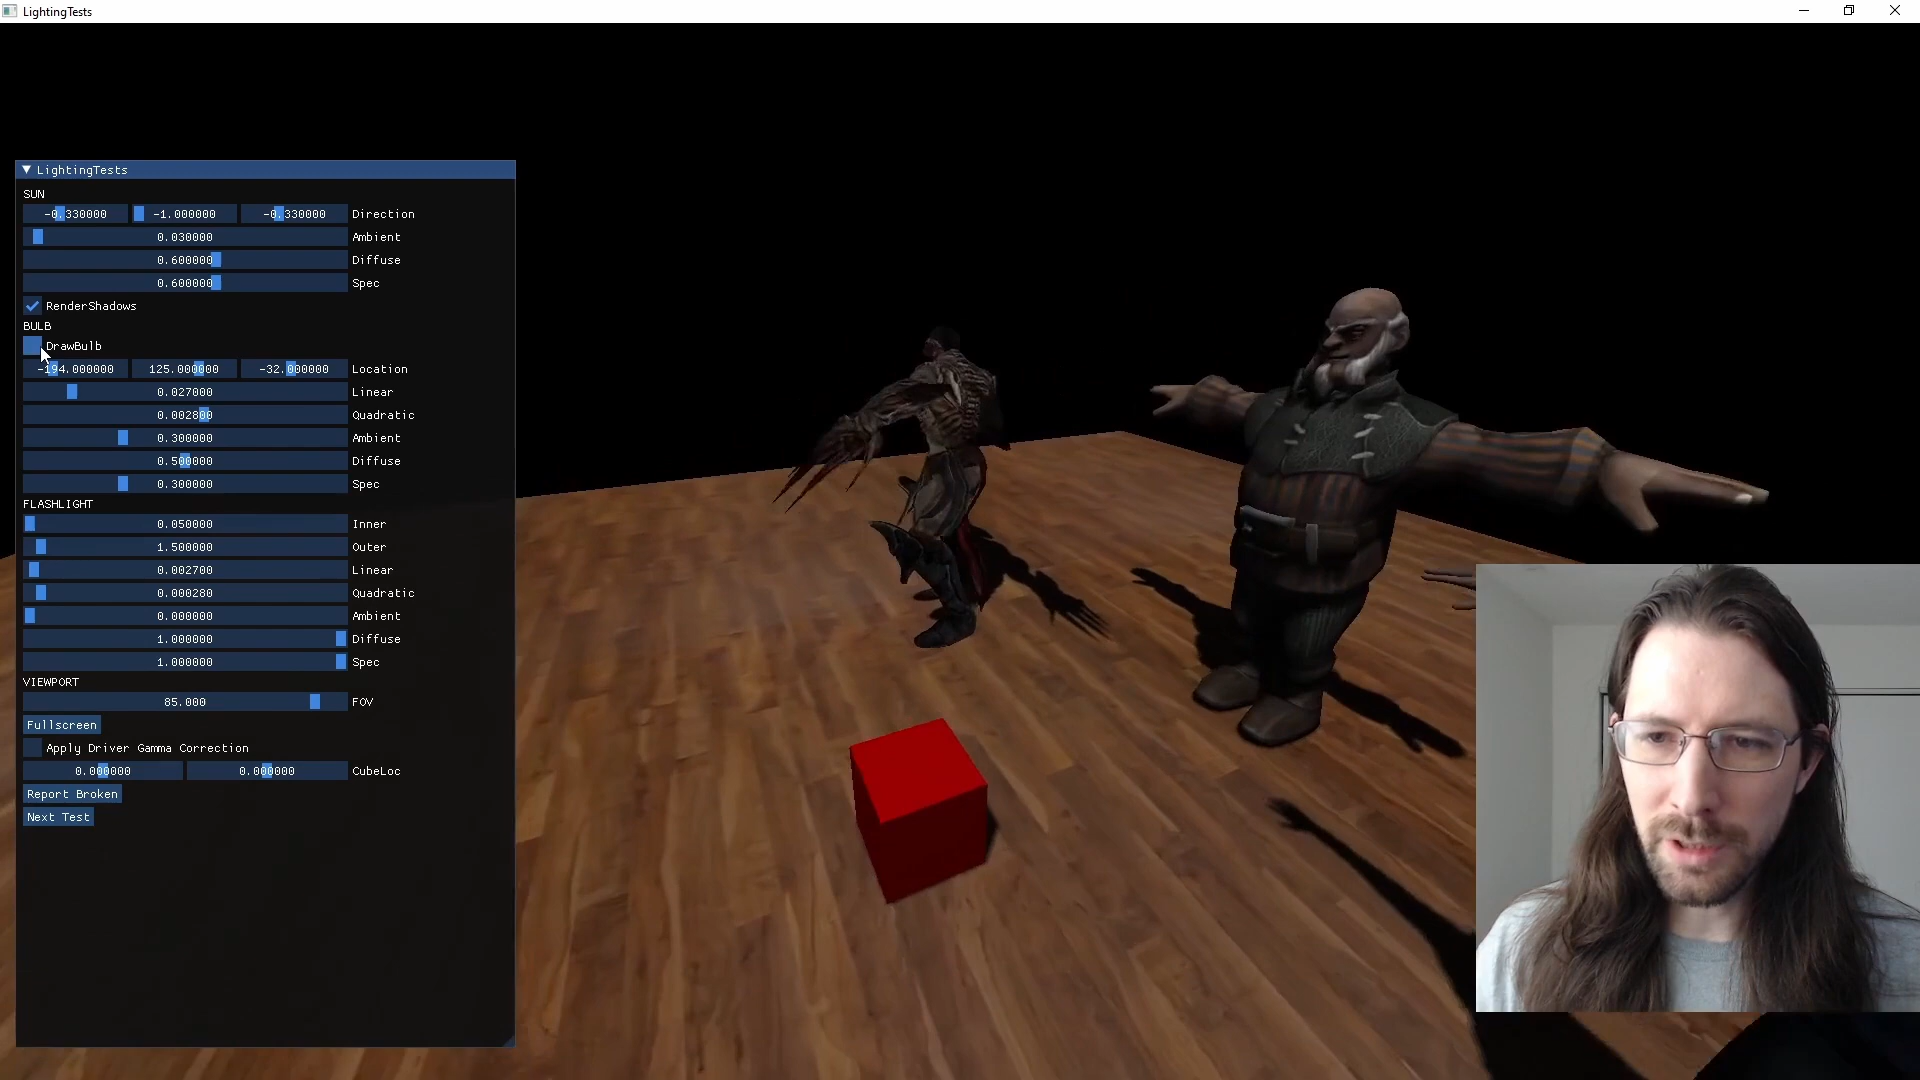 LightingTests
LightingTests
SUN
-0.330000 -1.000000 -0.330000 Direction
0.030000 Ambient
0.600000 Diffuse
0.600000 Spec
RenderShadows
BULB
DrawBulb
-194.000000 125.000000 -32.000000 Location
0.027000 Linear
0.002800 Quadratic
0.300000 Ambient
0.500000 Diffuse
0.300000 Spec
FLASHLIGHT
0.050000 Inner
1.500000 Outer
0.002700 Linear
0.000280 Quadratic
0.000000 Ambient
1.000000 Diffuse
1.000000 Spec
VIEWPORT
85.000 FOV
Fullscreen
Apply Driver Gamma Correction
0.000000 0.000000 CubeLoc
Report Broken
Next Test